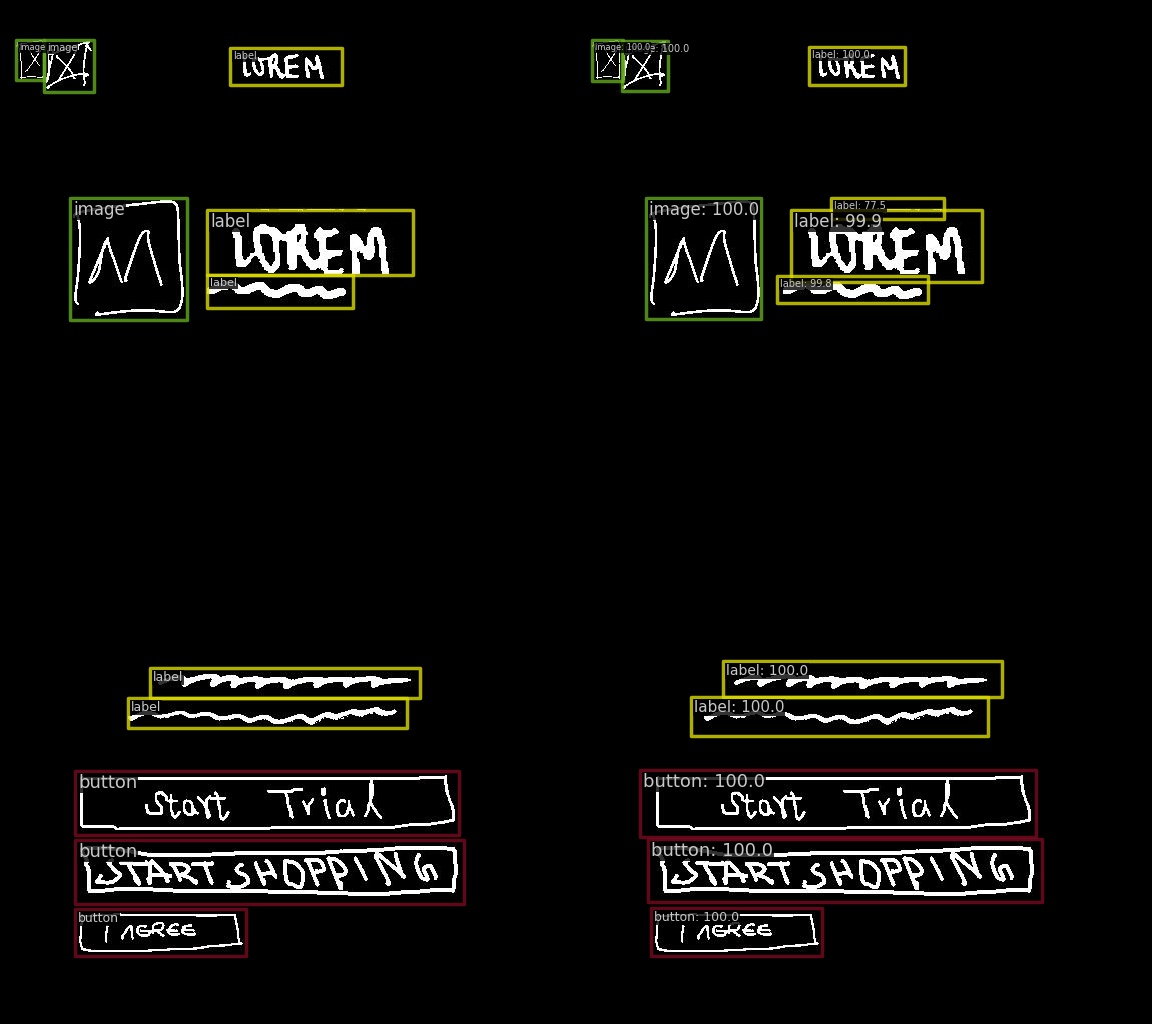 image image label image: 100.0 e: 100.0 label: 100.0
LOREM LOREM
image label image: 100.0 label: 77.5
label: 99.9
LOREM LOREM
label label: 99.8
label label: 100.0
label label: 100.0
button button: 100.0
Start Trial Start Trial
button button: 100.0
START SHOPPING START SHOPPING
button button: 100.0
I AGREE I AGREE